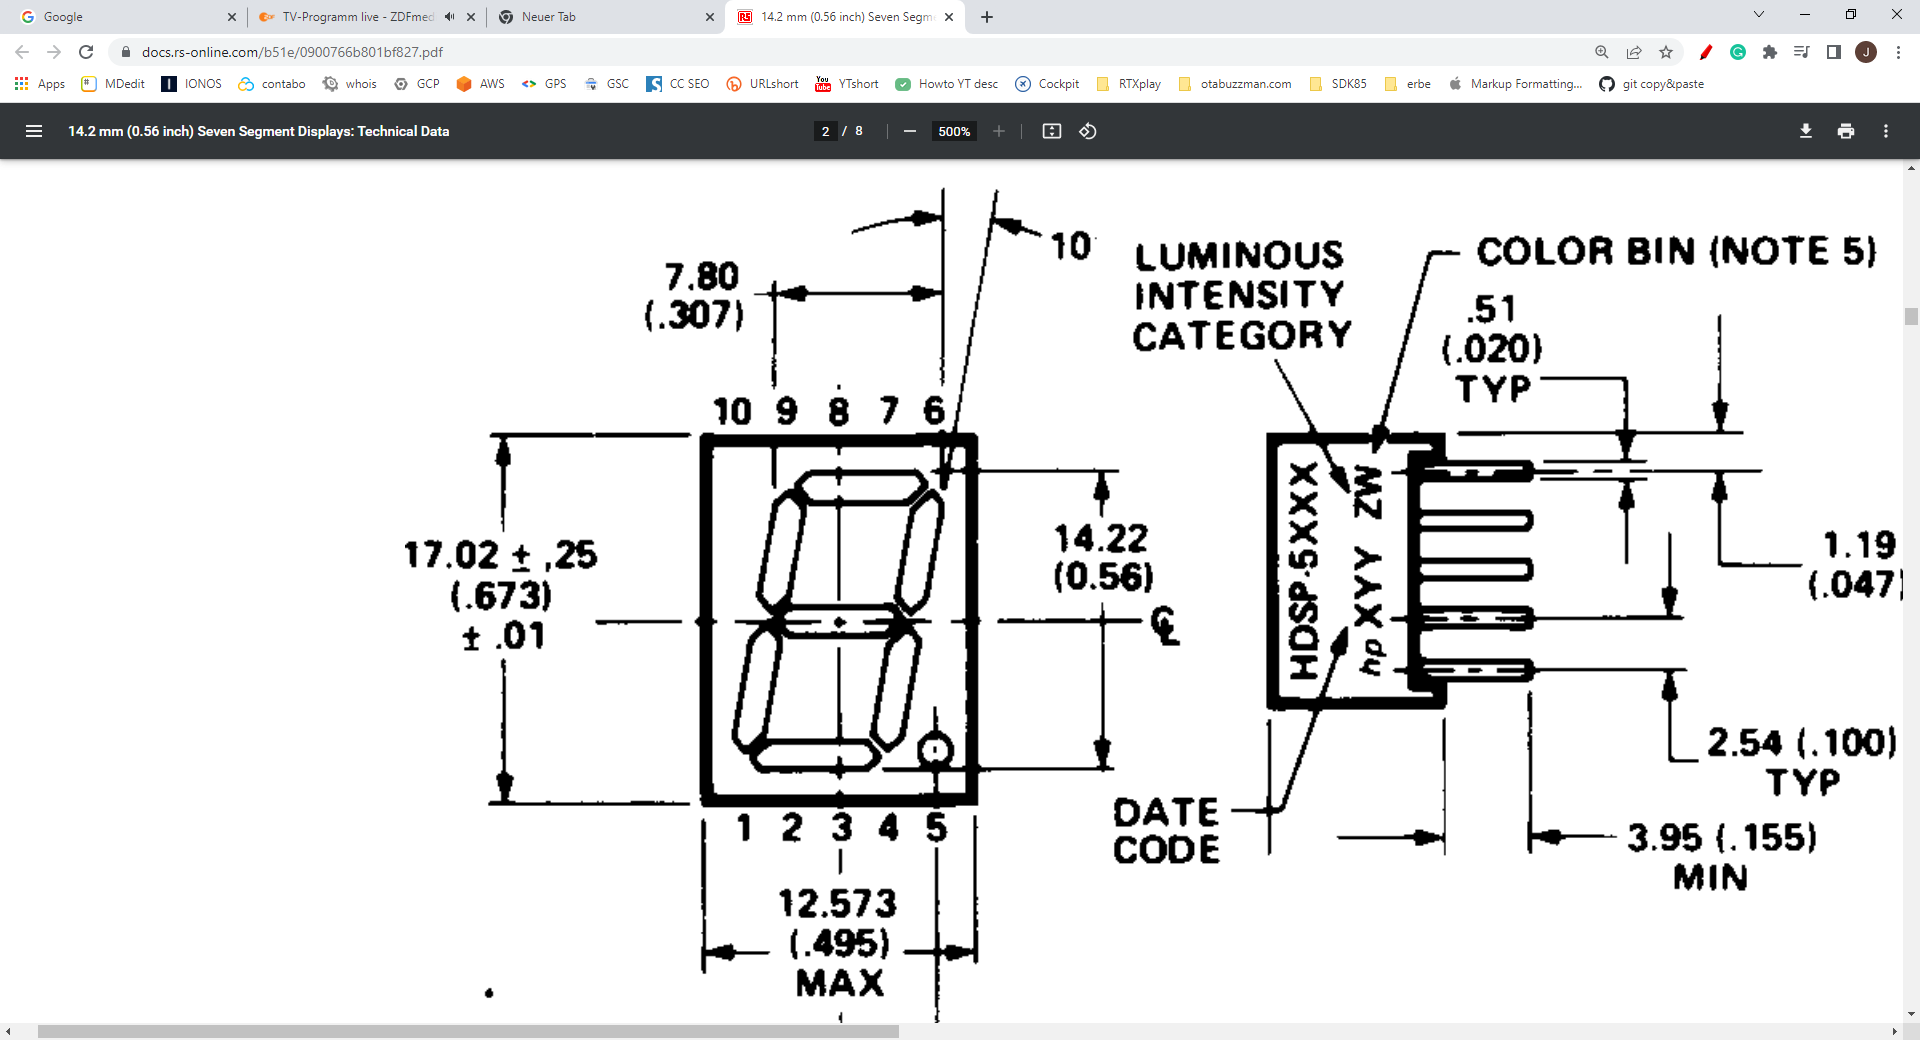 Google
TV-Programm live - ZDFmed
Neuer Tab
14.2 mm (0.56 inch) Seven Segm
docs.rs-online.com/b51e/0900766b801bf827.pdf
J
Apps
MDedit
IONOS
contabo
whois
GCP
AWS
GPS
GSC
CC SEO
URLshort
YTshort
Howto YT desc
Cockpit
RTXplay
otabuzzman.com
SDK85
erbe
Markup Formatting...
git copy&paste
14.2 mm (0.56 inch) Seven Segment Displays: Technical Data
2 / 8
500%
10
7.80
(.307)
10 9 8 7 6
17.02 ± ,25
(.673)
± .01
14.22
(0.56)
℄
1 2 3 4 5
12.573
(.495)
MAX
LUMINOUS
INTENSITY
CATEGORY
COLOR BIN (NOTE 5)
.51
(.020)
TYP
HDSP-5XXX
hp XYY ZW
1.19
(.047)
2.54 (.100)
TYP
DATE
CODE
3.95 (.155)
MIN